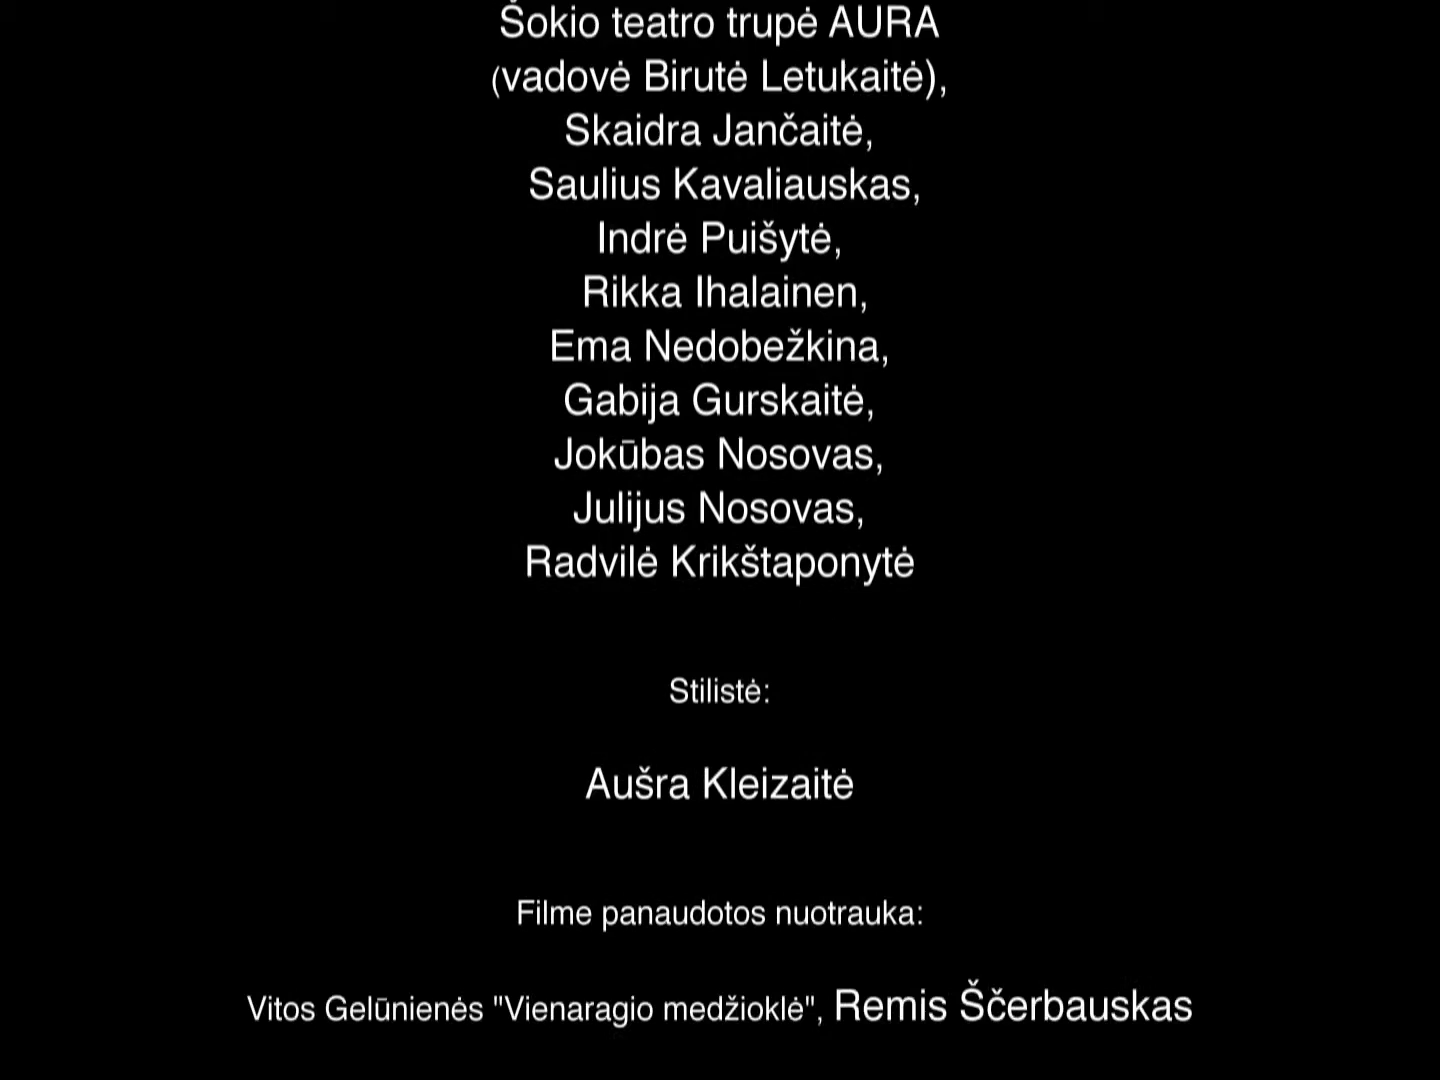 Šokio teatro trupė AURA
(vadovė Birutė Letukaitė),
Skaidra Jančaitė,
Saulius Kavaliauskas,
Indrė Puišytė,
Rikka Ihalainen,
Ema Nedobežkina,
Gabija Gurskaitė,
Jokūbas Nosovas,
Julijus Nosovas,
Radvilė Krikštaponytė
Stilistė:
Aušra Kleizaitė
Filme panaudotos nuotrauka:
Vitos Gelūnienės "Vienaragio medžioklė", Remis Ščerbauskas